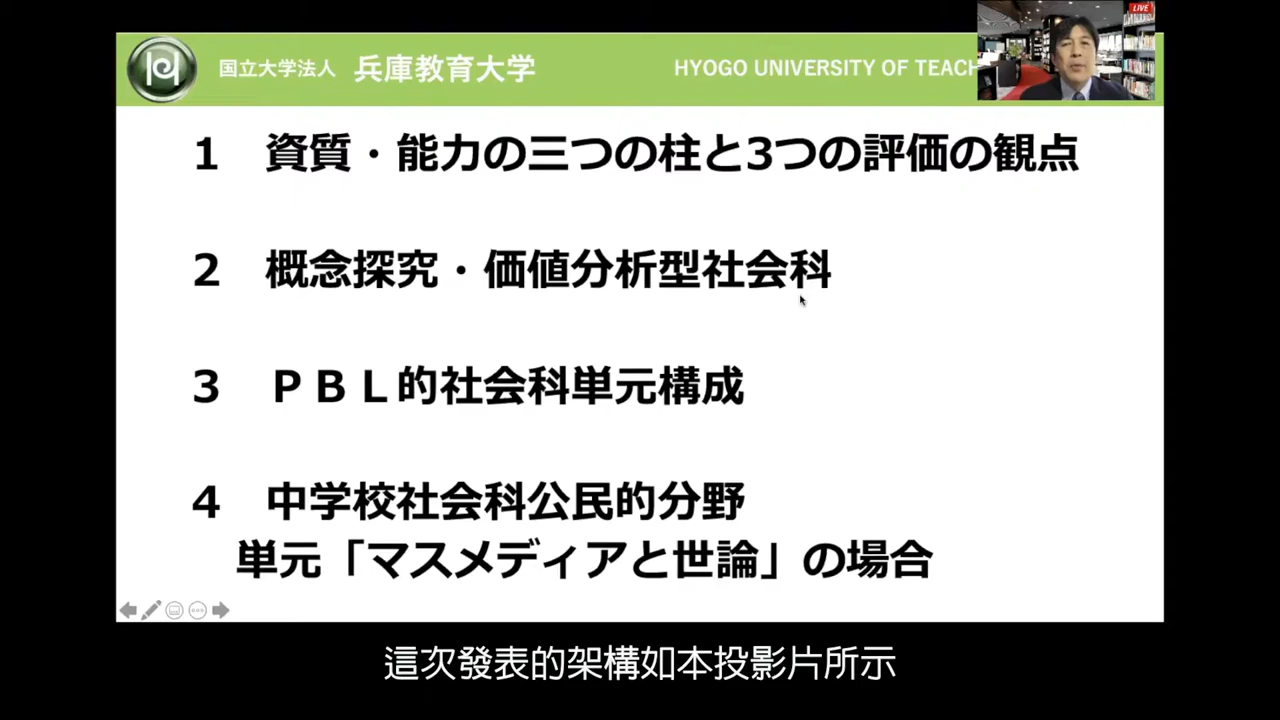 国立大学法人 兵庫教育大学 HYOGO UNIVERSITY OF TEACH
LIVE
1 資質・能力の三つの柱と3つの評価の観点
2 概念探究・価値分析型社会科
3 ＰＢＬ的社会科単元構成
4 中学校社会科公民的分野
単元「マスメディアと世論」の場合
這次發表的架構如本投影片所示